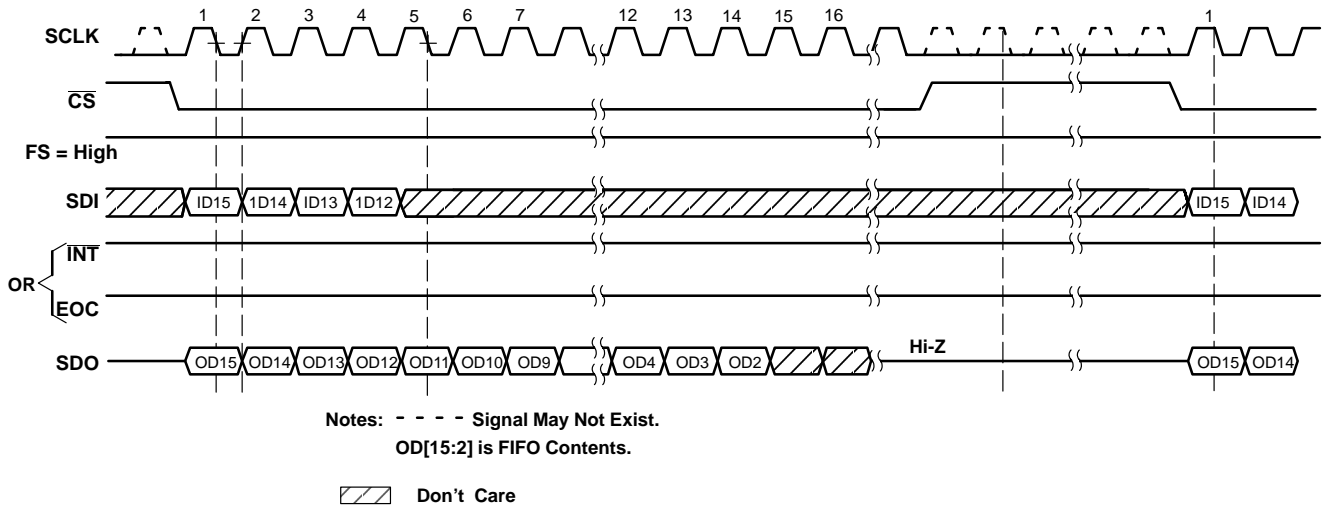 1 2 3 4 5 6 7 12 13 14 15 16 1
SCLK
CS
FS = High
SDI ID15 1D14 ID13 1D12 ID15 ID14
INT
OR
EOC
Hi-Z
SDO OD15 OD14 OD13 OD12 OD11 OD10 OD9 OD4 OD3 OD2 OD15 OD14
Notes: - - - - Signal May Not Exist.
OD[15:2] is FIFO Contents.
Don't Care